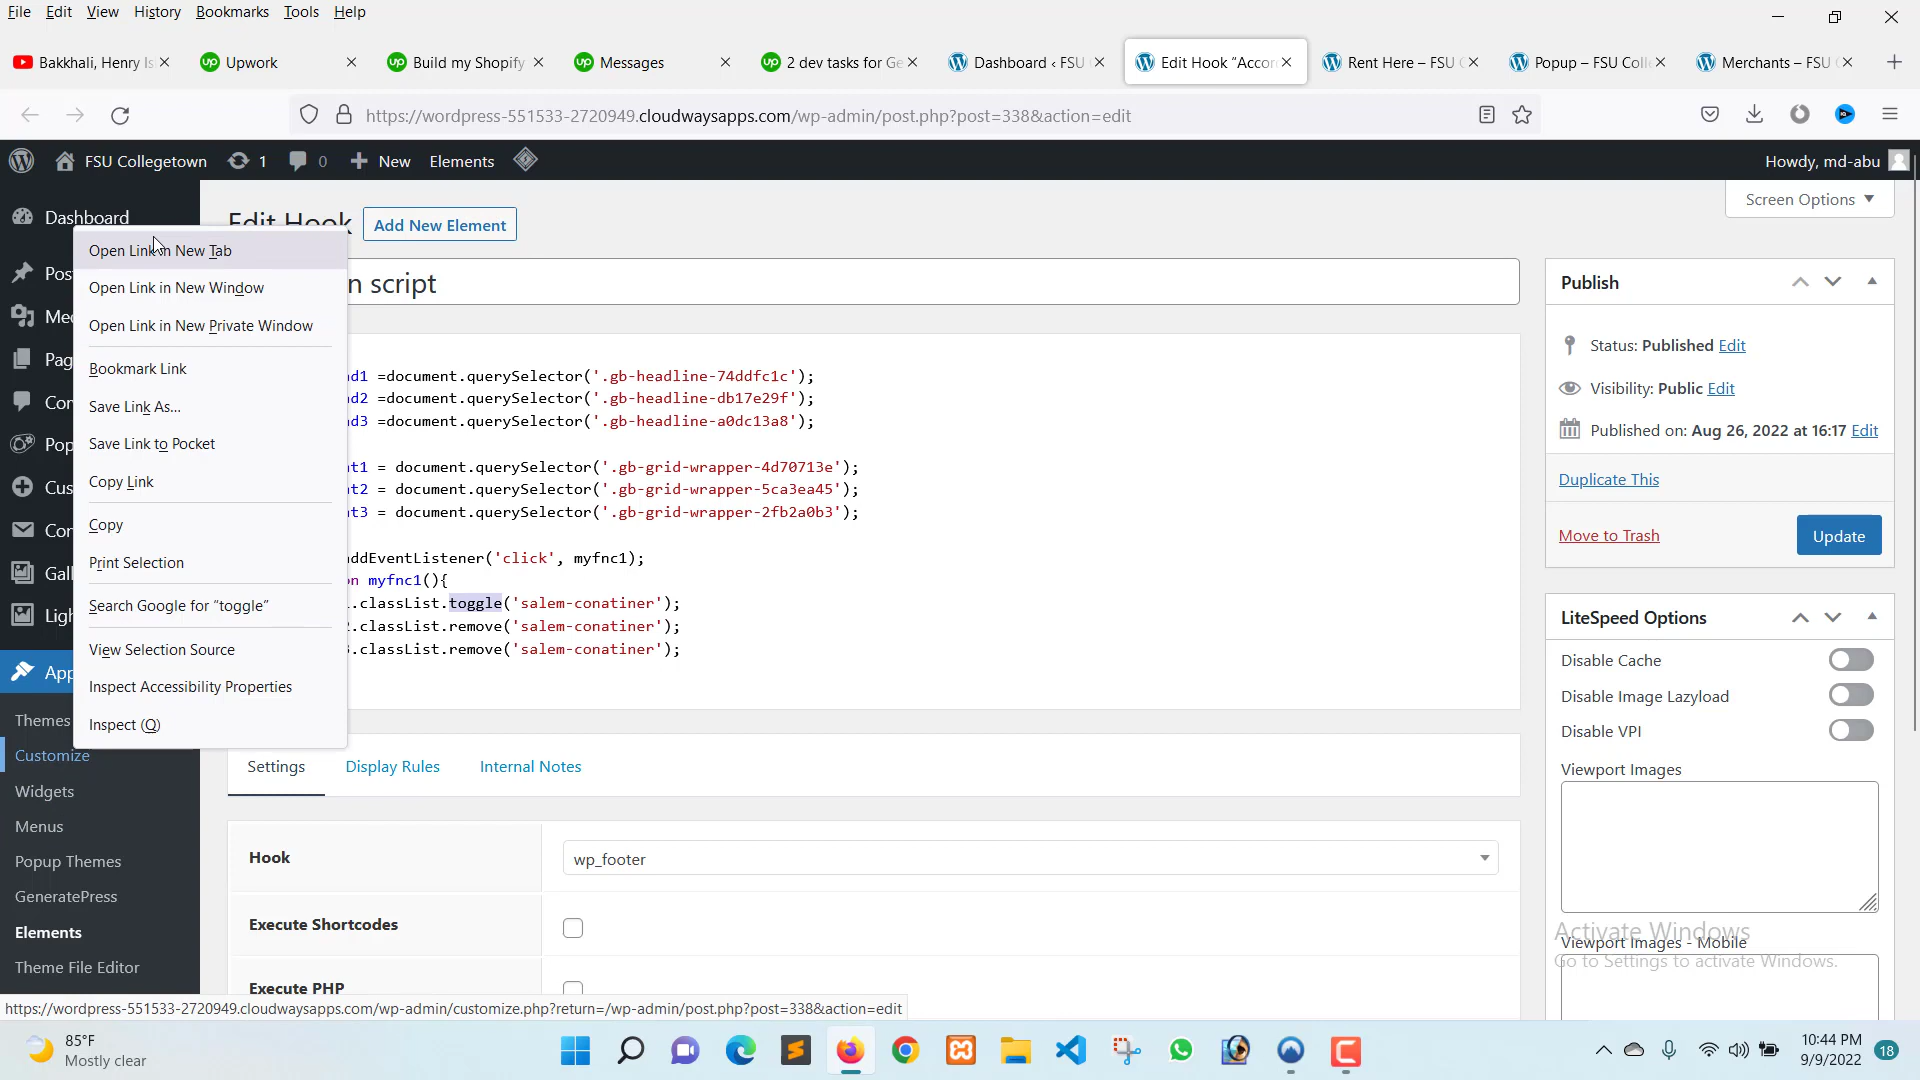 File Edit View History Bookmarks Tools Help
Bakkhali, Henry Is
Upwork
Build my Shopify
Messages
2 dev tasks for Ge
Dashboard ‹ FSU
Edit Hook “Accor
Rent Here – FSU C
Popup – FSU Colle
Merchants – FSU C
https://wordpress-551533-2720949.cloudwaysapps.com/wp-admin/post.php?post=338&action=edit
FSU Collegetown 1 0 New Elements
Howdy, md-abu
Dashboard
Edit Hook
Add New Element
Screen Options
Open Link in New Tab
Open Link in New Window
Open Link in New Private Window
Bookmark Link
Save Link As...
Save Link to Pocket
Copy Link
Copy
Print Selection
Search Google for “toggle”
View Selection Source
Inspect Accessibility Properties
Inspect (Q)
Pos
Me
Pag
Con
Pop
Cus
Con
Gall
Ligh
App
Themes
Customize
Widgets
Menus
Popup Themes
GeneratePress
Elements
Theme File Editor
n script
d1 =document.querySelector('.gb-headline-74ddfc1c');
d2 =document.querySelector('.gb-headline-db17e29f');
d3 =document.querySelector('.gb-headline-a0dc13a8');
t1 = document.querySelector('.gb-grid-wrapper-4d70713e');
t2 = document.querySelector('.gb-grid-wrapper-5ca3ea45');
t3 = document.querySelector('.gb-grid-wrapper-2fb2a0b3');
ddEventListener('click', myfnc1);
n myfnc1(){
.classList.toggle('salem-conatiner');
.classList.remove('salem-conatiner');
.classList.remove('salem-conatiner');
Settings Display Rules Internal Notes
Hook
wp_footer
Execute Shortcodes
Execute PHP
Publish
Status: Published Edit
Visibility: Public Edit
Published on: Aug 26, 2022 at 16:17 Edit
Duplicate This
Move to Trash
Update
LiteSpeed Options
Disable Cache
Disable Image Lazyload
Disable VPI
Viewport Images
Activate Windows
Viewport Images - Mobile
Go to Settings to activate Windows.
https://wordpress-551533-2720949.cloudwaysapps.com/wp-admin/customize.php?return=/wp-admin/post.php?post=338&action=edit
85°F
Mostly clear
10:44 PM
9/9/2022
18